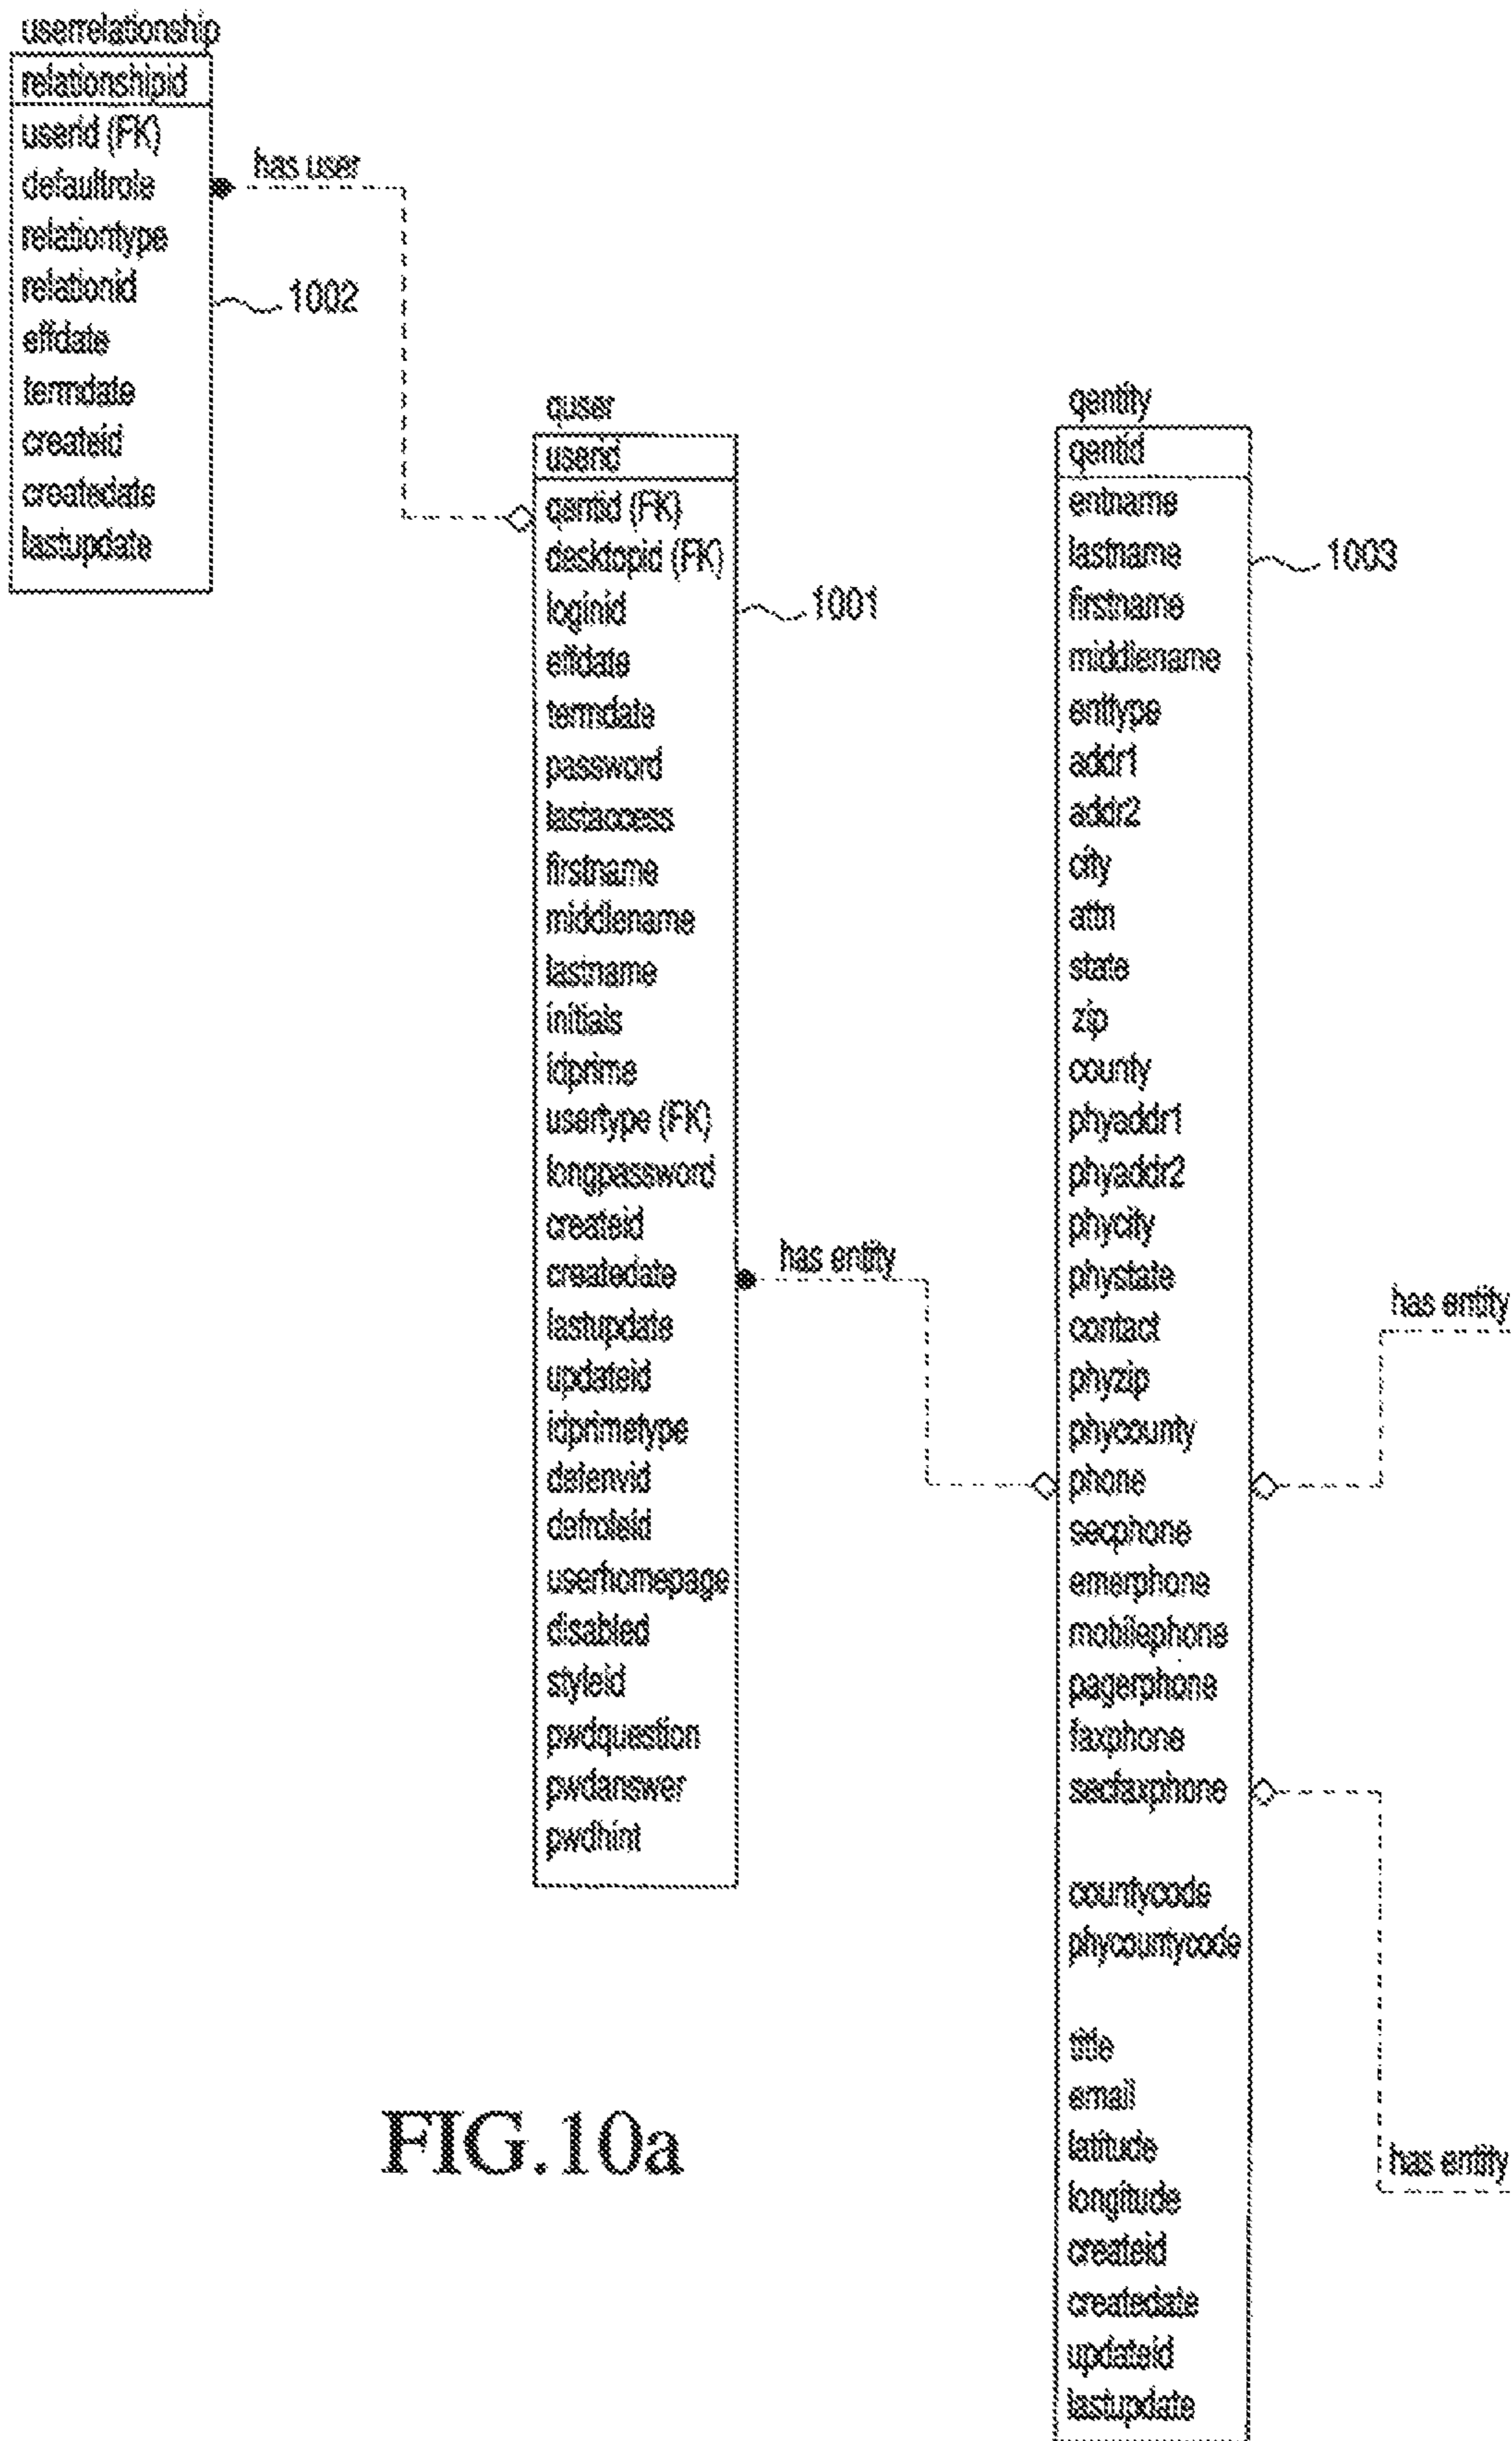 userrelationship
relationshipid
userid (FK)
defaultrole
relationtype
relationid
effdate
termdate
createid
createdate
lastupdate
has user
1002
quser
userid
qentid (FK)
desktopid (FK)
loginid
effdate
termdate
password
lastaccess
firstname
middlename
lastname
initials
idprime
usertype (FK)
longpassword
createid
createdate
lastupdate
updateid
idprimetype
defenvid
defroleid
userhomepage
disabled
styleid
pwdquestion
pwdanswer
pwdhint
1001
has entity
qentity
qentid
entname
lastname
firstname
middlename
enttype
addr1
addr2
city
attn
state
zip
county
phyaddr1
phyaddr2
phycity
phystate
contact
phyzip
phycounty
phone
secphone
emerphone
mobilephone
pagerphone
faxphone
secfaxphone
countycode
phycountycode
title
email
latitude
longitude
createid
createdate
updateid
lastupdate
1003
has entity
has entity
FIG.10a